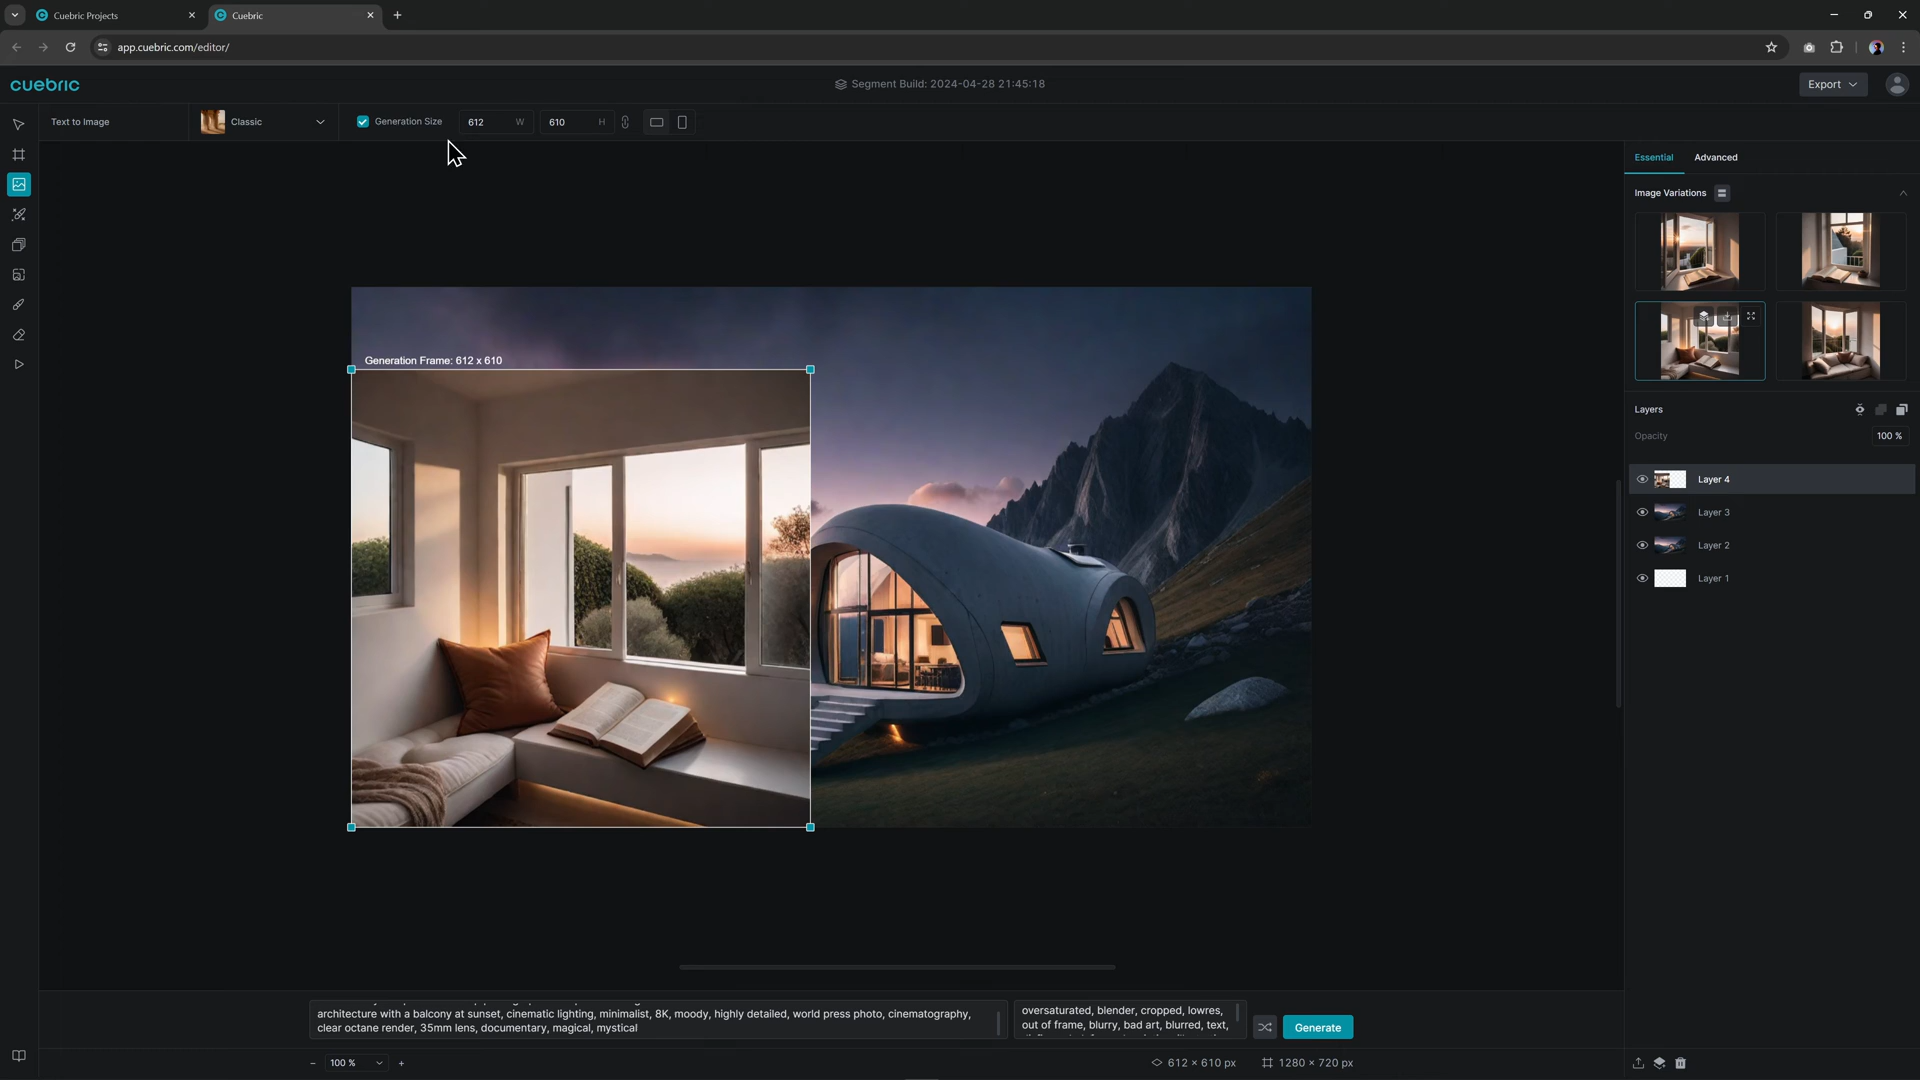 Cuebric Projects
Cuebric
app.cuebric.com/editor/
cuebric
Segment Build: 2024-04-28 21:45:18
Export
Text to Image
Classic
Generation Size
612 W
610 H
Essential
Advanced
Image Variations
Generation Frame: 612 x 610
Layers
Opacity
100 %
Layer 4
Layer 3
Layer 2
Layer 1
architecture with a balcony at sunset, cinematic lighting, minimalist, 8K, moody, highly detailed, world press photo, cinematography,
clear octane render, 35mm lens, documentary, magical, mystical
oversaturated, blender, cropped, lowres,
out of frame, blurry, bad art, blurred, text,
Generate
100 %
612 × 610 px
1280 × 720 px